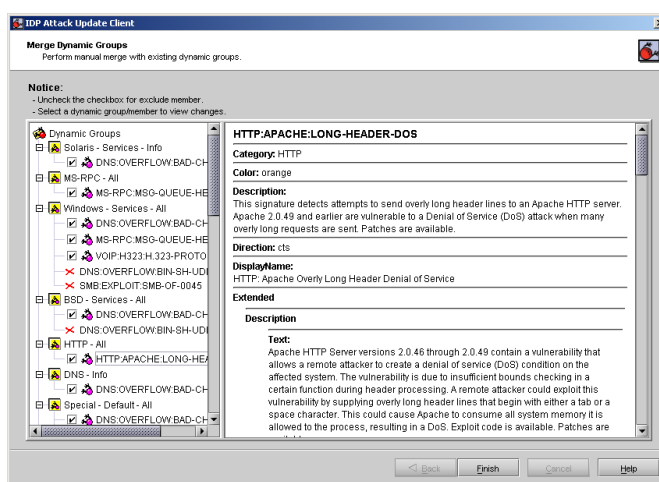 IDP Attack Update Client
Merge Dynamic Groups
Perform manual merge with existing dynamic groups.
Notice:
- Uncheck the checkbox for exclude member.
- Select a dynamic group/member to view changes.
Dynamic Groups
Solaris - Services - Info
DNS:OVERFLOW:BAD-CH
MS-RPC - All
MS-RPC:MSG-QUEUE-HE
Windows - Services - All
DNS:OVERFLOW:BAD-CH
MS-RPC:MSG-QUEUE-HE
VOIP:H323:H.323-PROTO
DNS:OVERFLOW:BIN-SH-UDI
SMB:EXPLOIT:SMB-OF-0045
BSD - Services - All
DNS:OVERFLOW:BAD-CH
DNS:OVERFLOW:BIN-SH-UDI
HTTP - All
HTTP:APACHE:LONG-HEA
DNS - Info
DNS:OVERFLOW:BAD-CH
Special - Default - All
DNS:OVERFLOW:BAD-CH
HTTP:APACHE:LONG-HEADER-DOS
Category: HTTP
Color: orange
Description:
This signature detects attempts to send overly long header lines to an Apache HTTP server.
Apache 2.0.49 and earlier are vulnerable to a Denial of Service (DoS) attack when many
overly long requests are sent. Patches are available.
Direction: cts
DisplayName:
HTTP: Apache Overly Long Header Denial of Service
Extended
Description
Text:
Apache HTTP Server versions 2.0.46 through 2.0.49 contain a vulnerability that
allows a remote attacker to create a denial of service (DoS) condition on the
affected system. The vulnerability is due to insufficient bounds checking in a
certain function during header processing. A remote attacker could exploit this
vulnerability by supplying overly long header lines that begin with either a tab or a
space character. This could cause Apache to consume all system memory it is
allowed to the process, resulting in a DoS. Exploit code is available. Patches are
Back
Finish
Cancel
Help